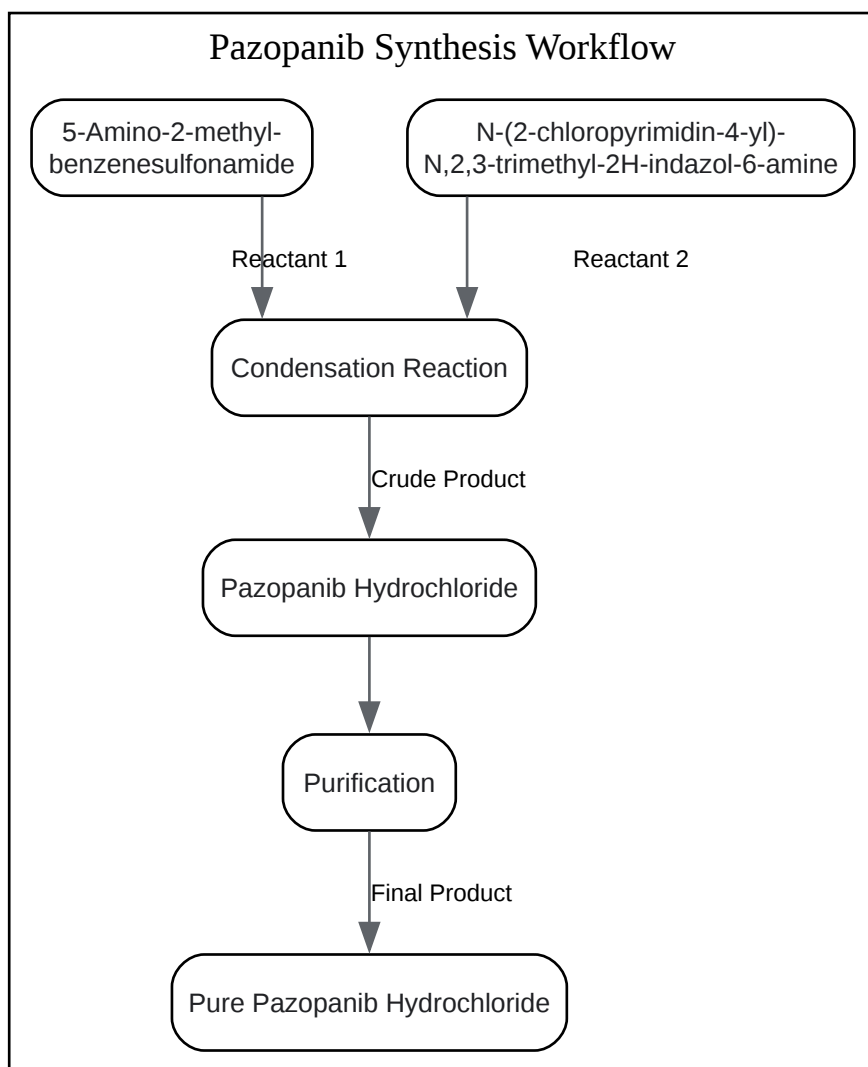 Pazopanib Synthesis Workflow
5-Amino-2-methyl-
benzenesulfonamide
N-(2-chloropyrimidin-4-yl)-
N,2,3-trimethyl-2H-indazol-6-amine
Reactant 1
Reactant 2
Condensation Reaction
Crude Product
Pazopanib Hydrochloride
Purification
Final Product
Pure Pazopanib Hydrochloride